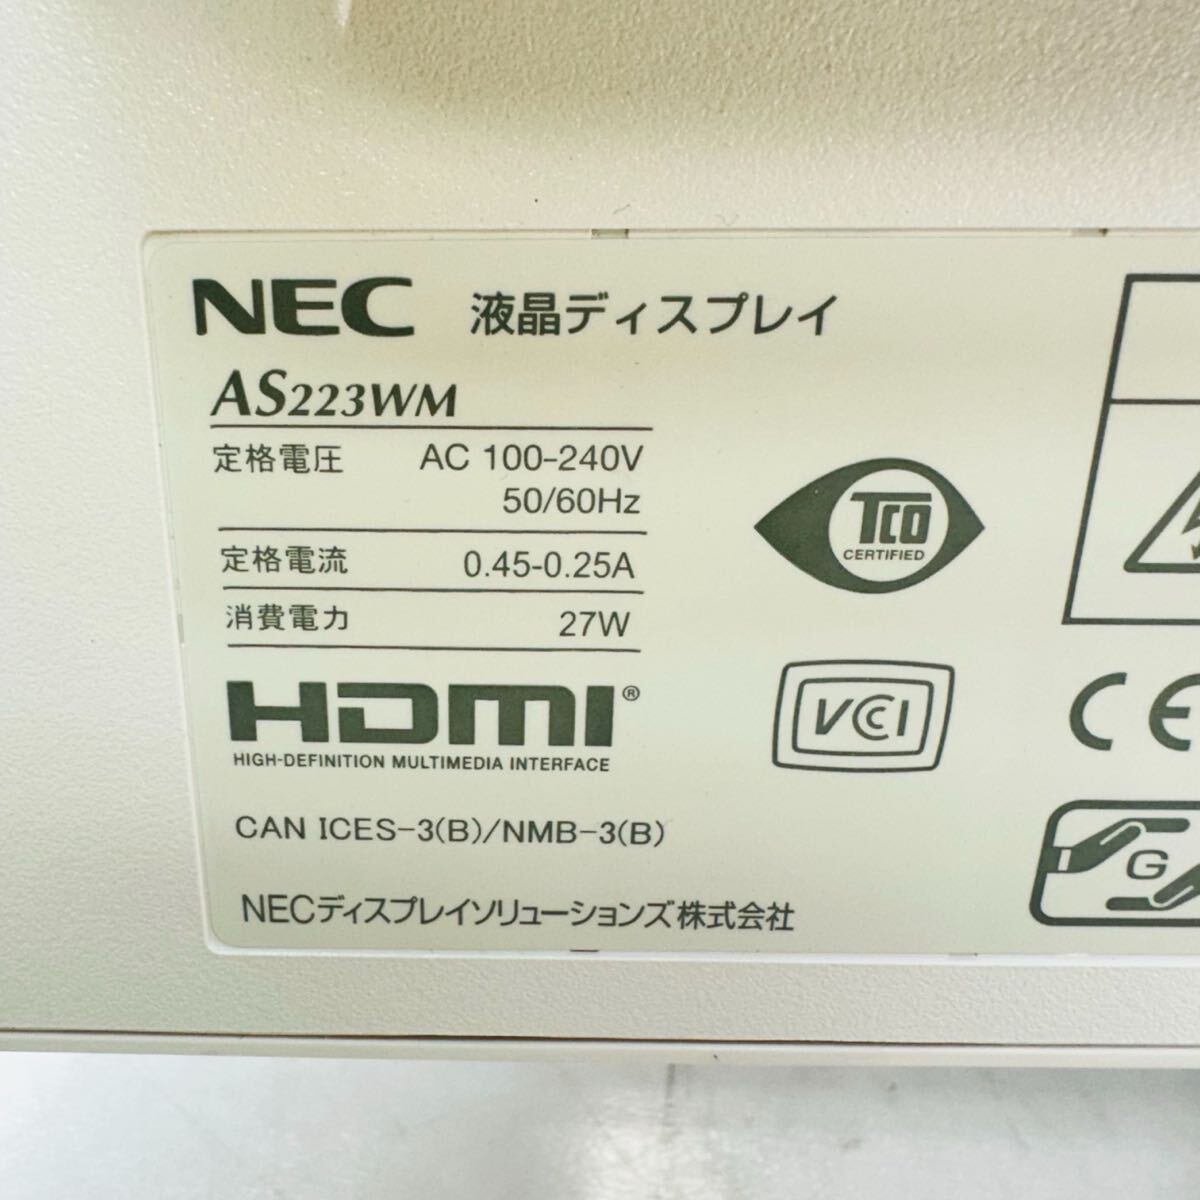 NEC 液晶ディスプレイ
AS223WM
定格電圧 AC 100-240V
50/60Hz
定格電流 0.45-0.25A
消費電力 27W
TCO
CERTIFIED
HDMI®
HIGH-DEFINITION MULTIMEDIA INTERFACE
VCCI
CE
G
CAN ICES-3(B)/NMB-3(B)
NECディスプレイソリューションズ株式会社